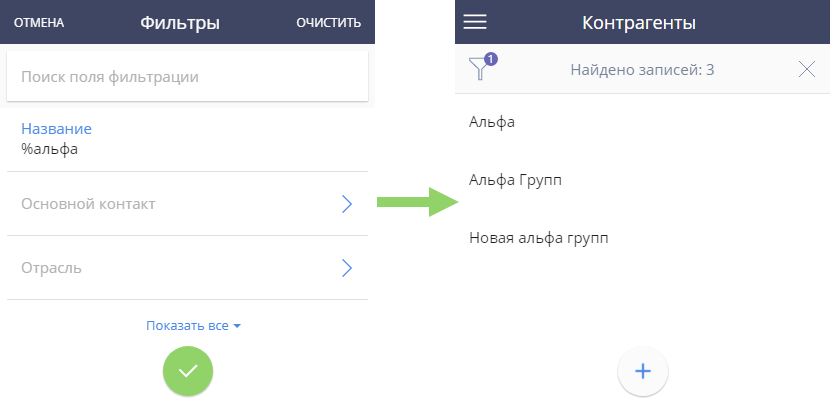 ОТМЕНА Фильтры ОЧИСТИТЬ
Поиск поля фильтрации
Название
%альфа
Основной контакт
Отрасль
Показать все
Контрагенты
1
Найдено записей: 3
Альфа
Альфа Групп
Новая альфа групп